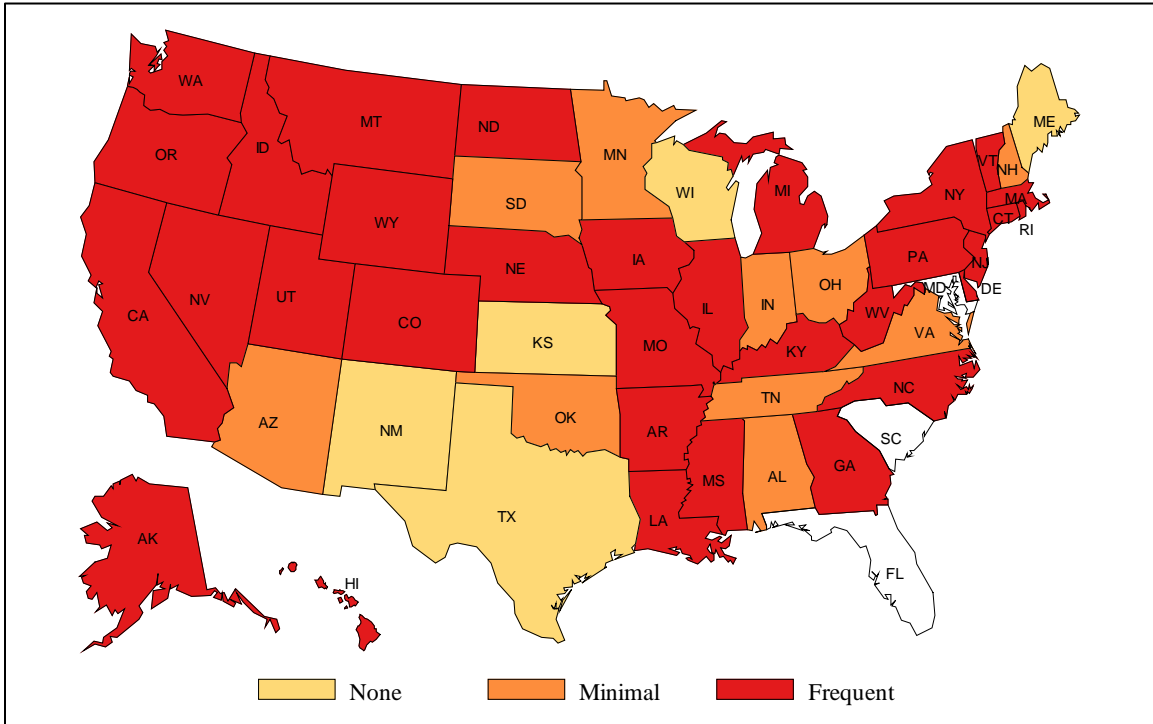 WA
MT
ND
ME
OR
ID
MN
VT
NH
WI
SD
MI
NY
MA
WY
CT
RI
IA
PA
NE
NJ
NV
UT
OH
MD
DE
IN
IL
CA
CO
WV
VA
KS
MO
KY
NC
TN
AZ
OK
NM
AR
SC
GA
MS
AL
TX
LA
AK
FL
HI
None Minimal Frequent